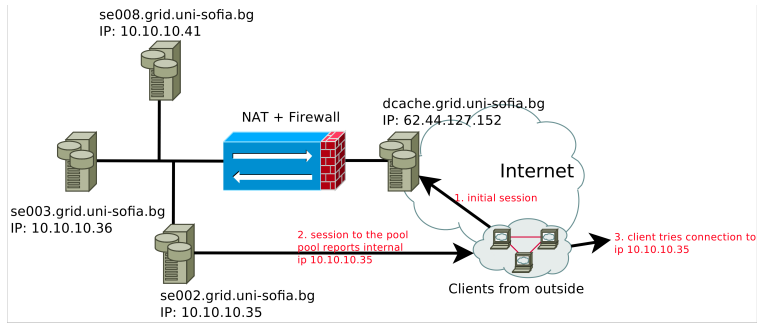 se008.grid.uni-sofia.bg
IP: 10.10.10.41
NAT + Firewall
dcache.grid.uni-sofia.bg
IP: 62.44.127.152
Internet
1. initial session
se003.grid.uni-sofia.bg
IP: 10.10.10.36
2. session to the pool
pool reports internal
ip 10.10.10.35
3. client tries connection to
ip 10.10.10.35
Clients from outside
se002.grid.uni-sofia.bg
IP: 10.10.10.35